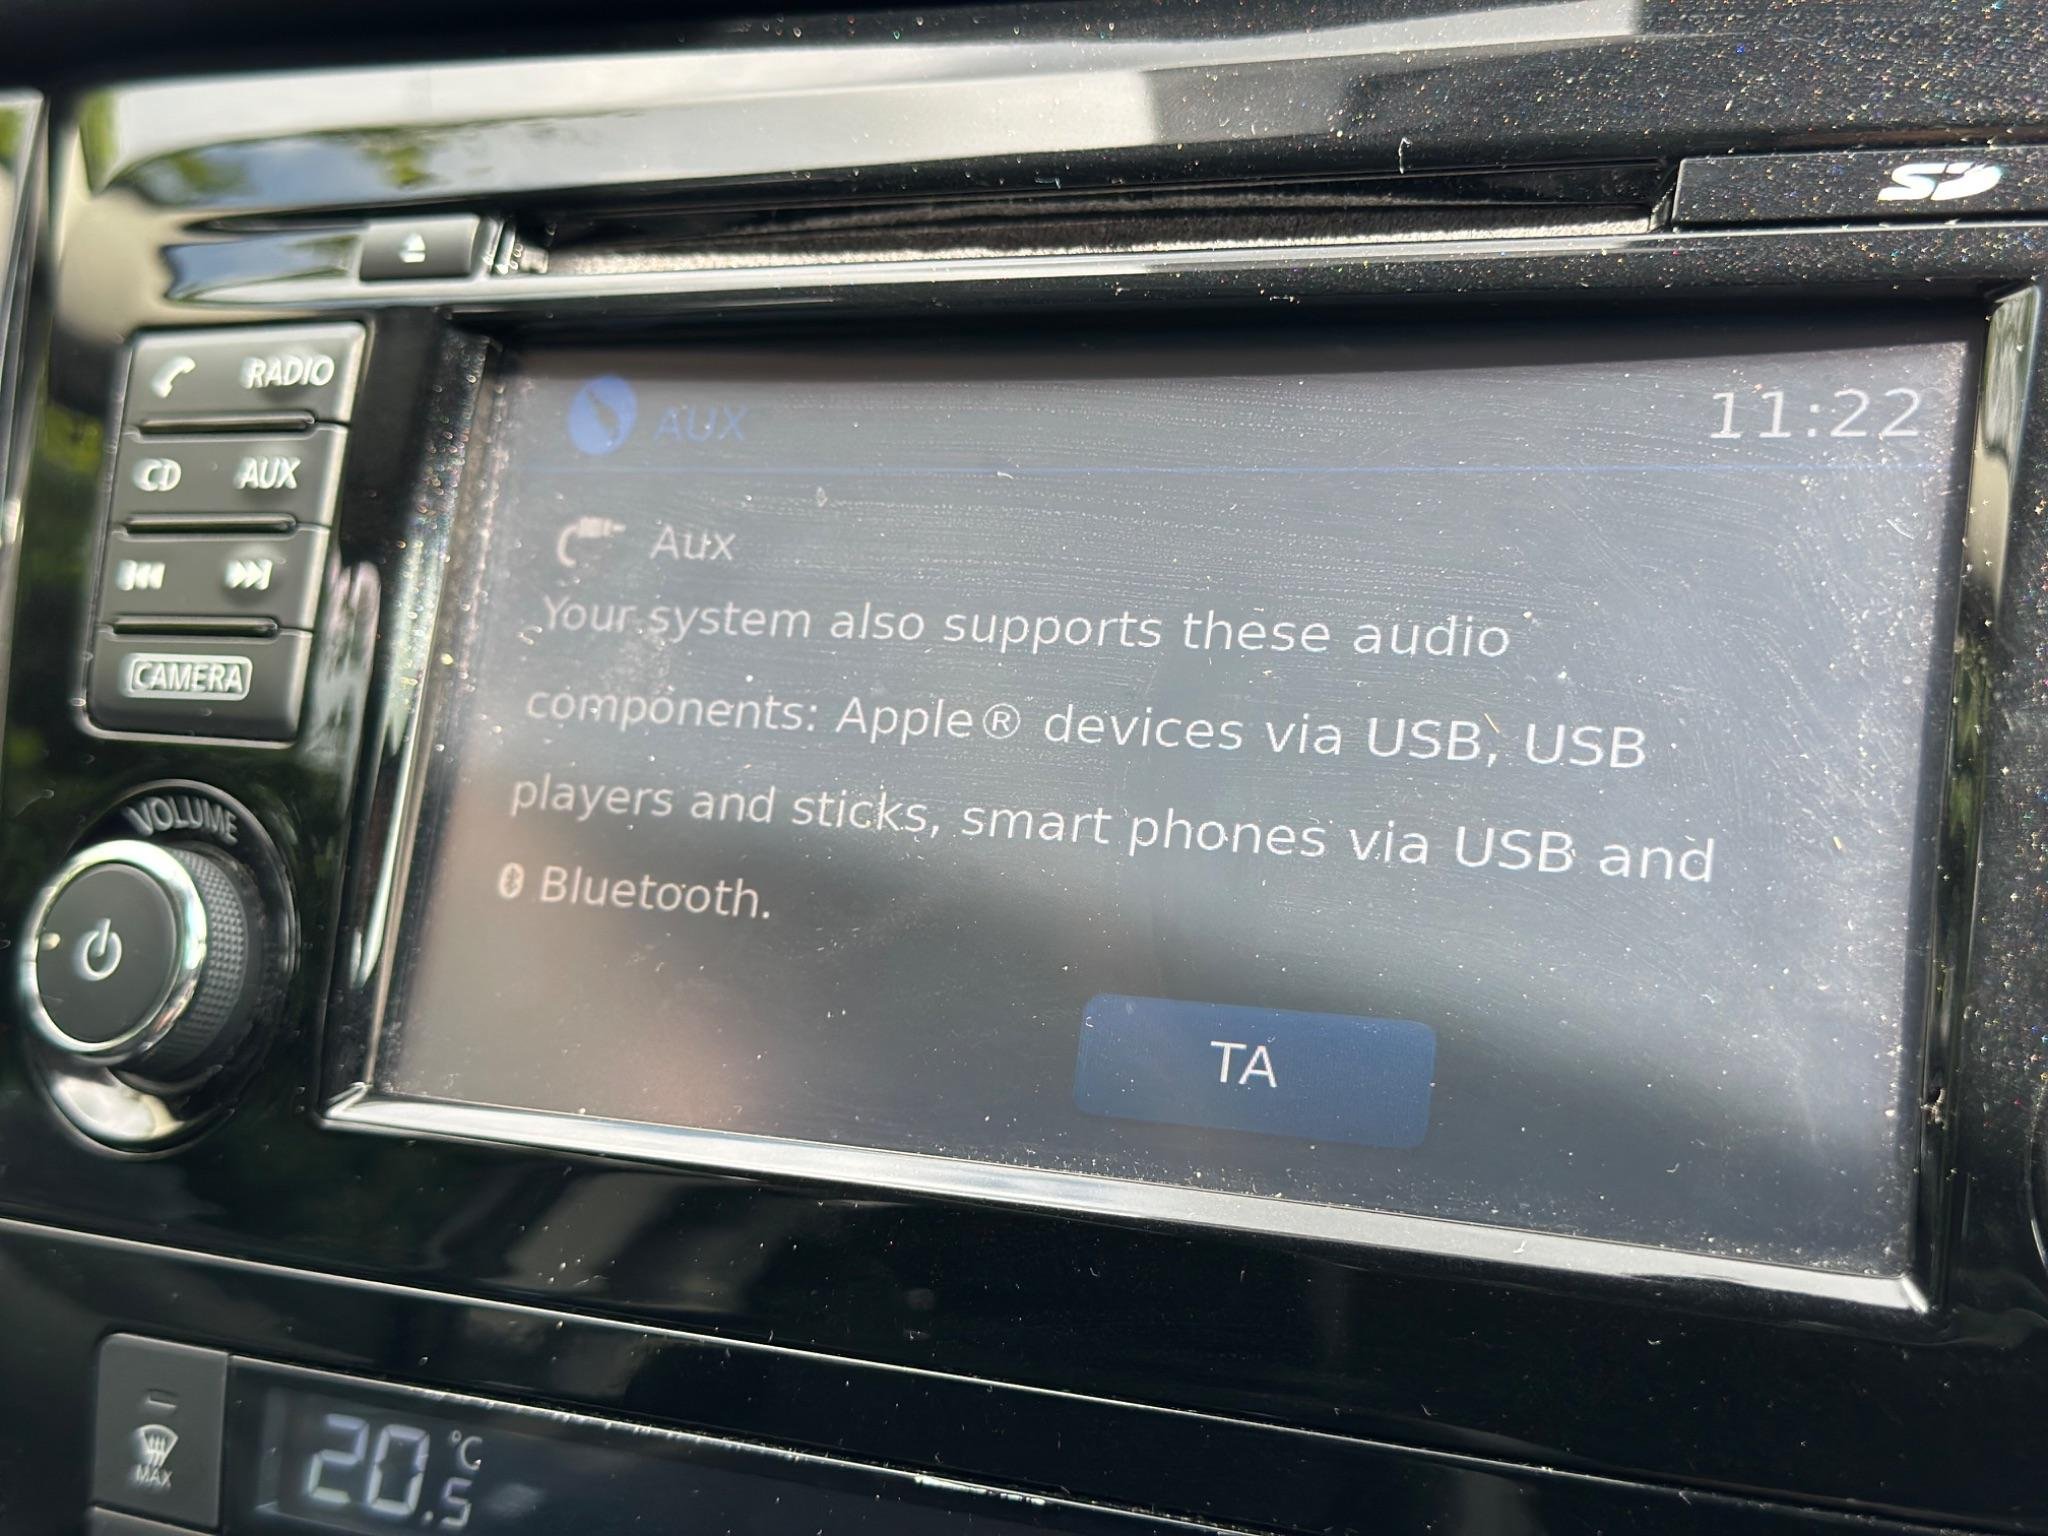 SD
RADIO
CD AUX
CAMERA
VOLUME
AUX 11:22
Aux
Your system also supports these audio
components: Apple® devices via USB, USB
players and sticks, smart phones via USB and
Bluetooth.
TA
MAX
20.5 °C